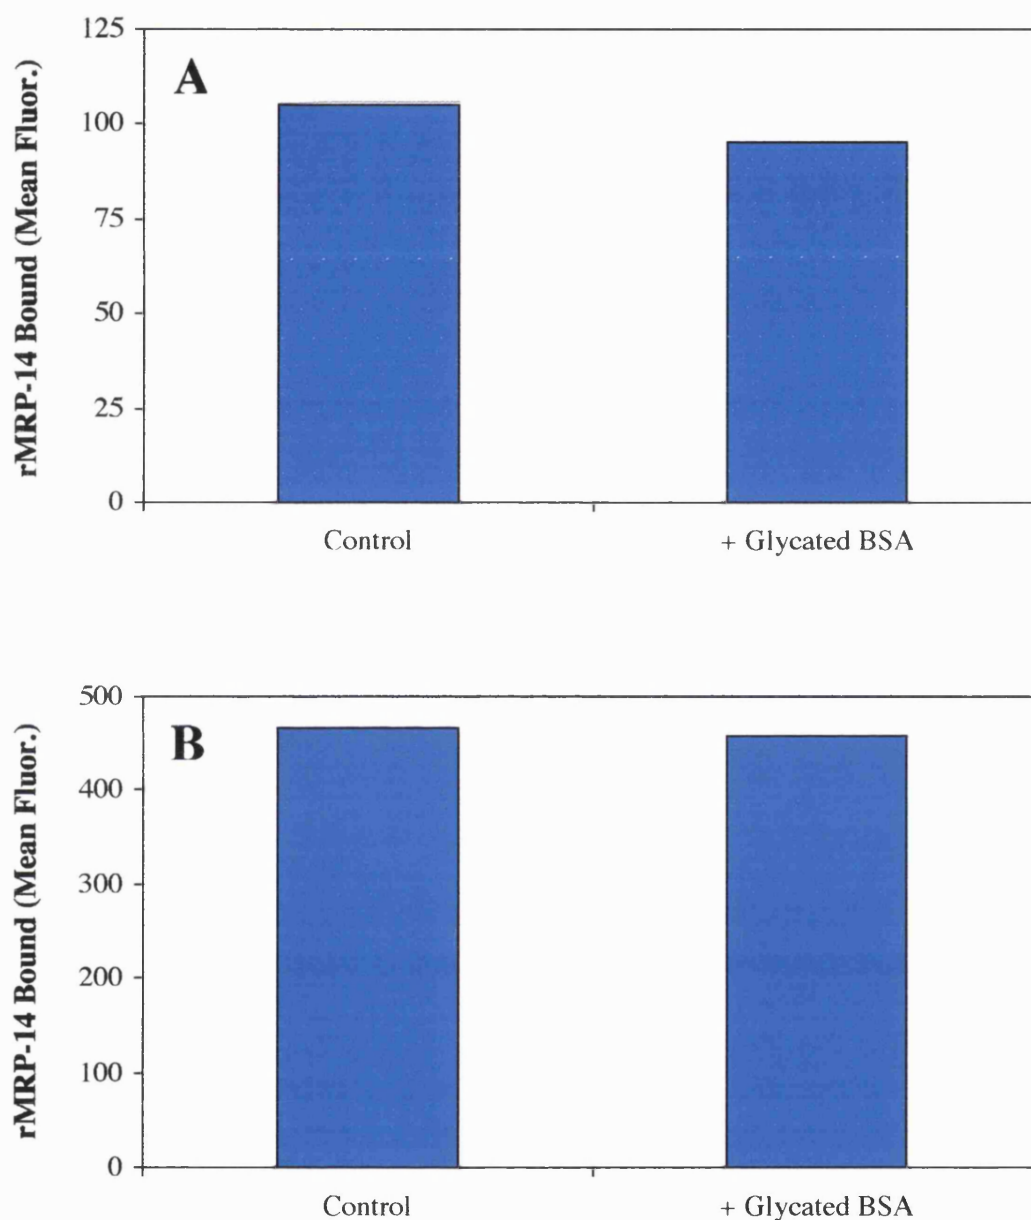 125
A
100
75
50
25
0
rMRP-14 Bound (Mean Fluor.)
Control
+ Glycated BSA
500
B
400
300
200
100
0
rMRP-14 Bound (Mean Fluor.)
Control
+ Glycated BSA